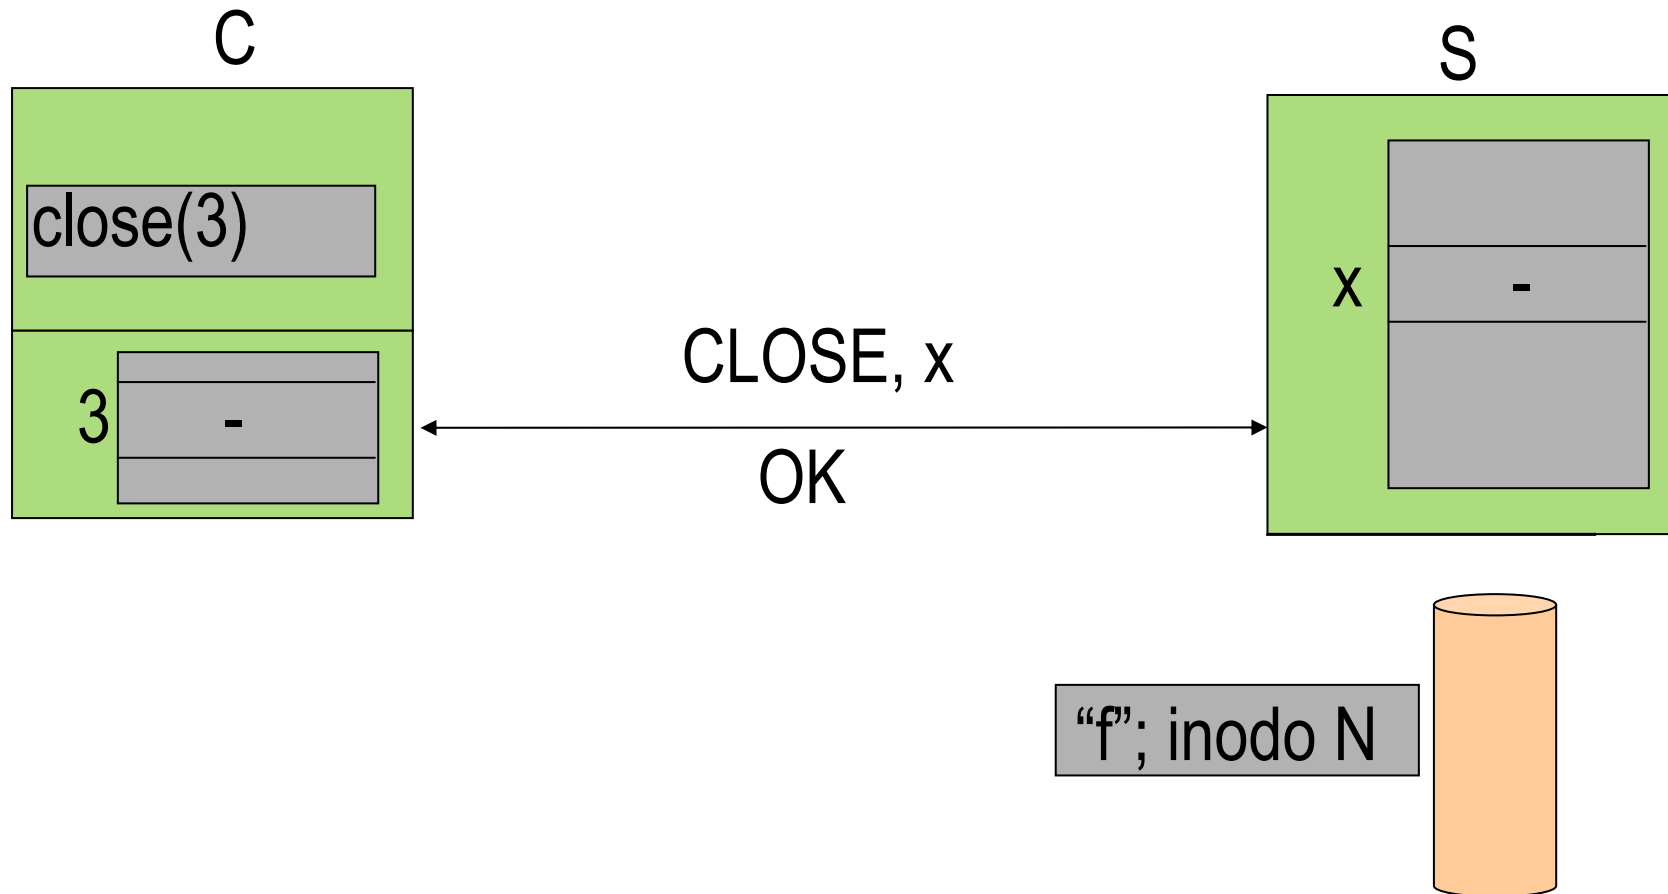 C
S
close(3)
x
-
CLOSE, x
3
-
OK
“f”; inodo N